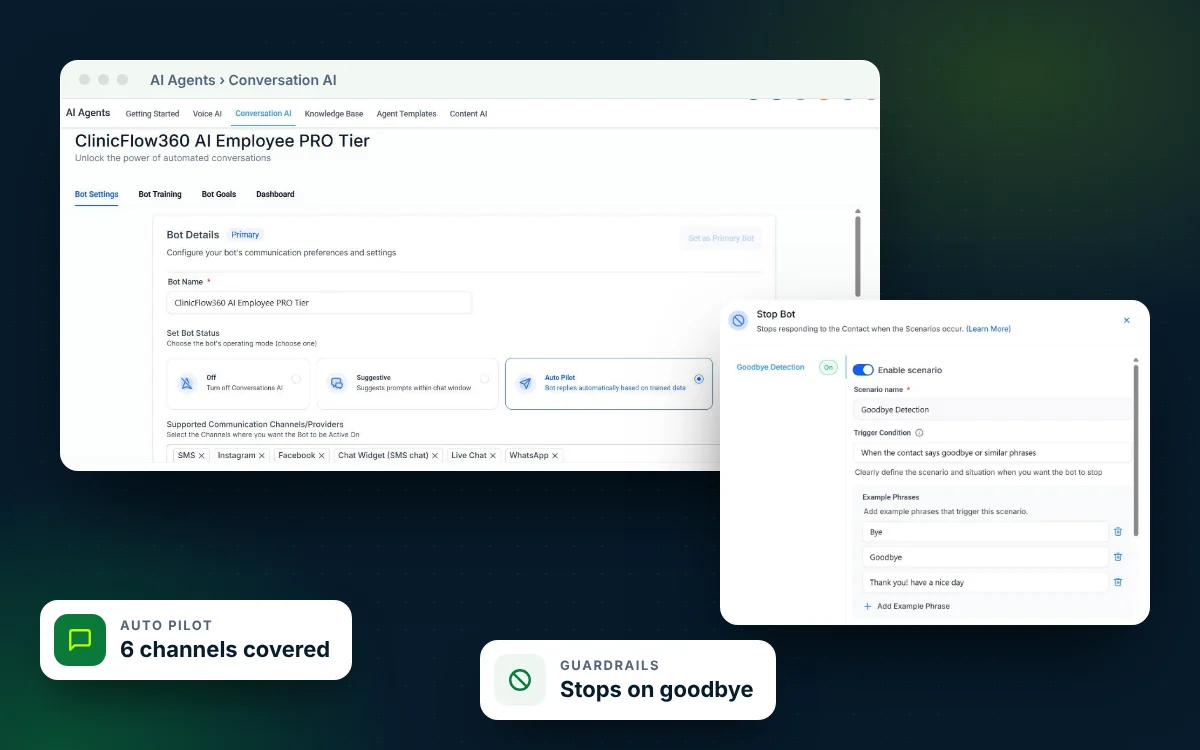 AI Agents › Conversation AI
AI Agents Getting Started Voice AI Conversation AI Knowledge Base Agent Templates Content AI
ClinicFlow360 AI Employee PRO Tier
Unlock the power of automated conversations
Bot Settings Bot Training Bot Goals Dashboard
Bot Details Primary Set as Primary Bot
Configure your bot's communication preferences and settings
Bot Name *
ClinicFlow360 AI Employee PRO Tier
Set Bot Status
Choose the bot's operating mode (choose one)
Off
Turn off Conversations AI
Suggestive
Suggests prompts within chat window
Auto Pilot
Bot replies automatically based on trained data
Supported Communication Channels/Providers
Select the Channels where you want the Bot to be Active On
SMS × Instagram × Facebook × Chat Widget (SMS chat) × Live Chat × WhatsApp ×
Stop Bot
Stops responding to the Contact when the Scenarios occur. (Learn More)
Goodbye Detection On
Enable scenario
Scenario name *
Goodbye Detection
Trigger Condition
When the contact says goodbye or similar phrases
Clearly define the scenario and situation when you want the bot to stop
Example Phrases
Add example phrases that trigger this scenario.
Bye
Goodbye
Thank you! have a nice day
+ Add Example Phrase
AUTO PILOT
6 channels covered
GUARDRAILS
Stops on goodbye